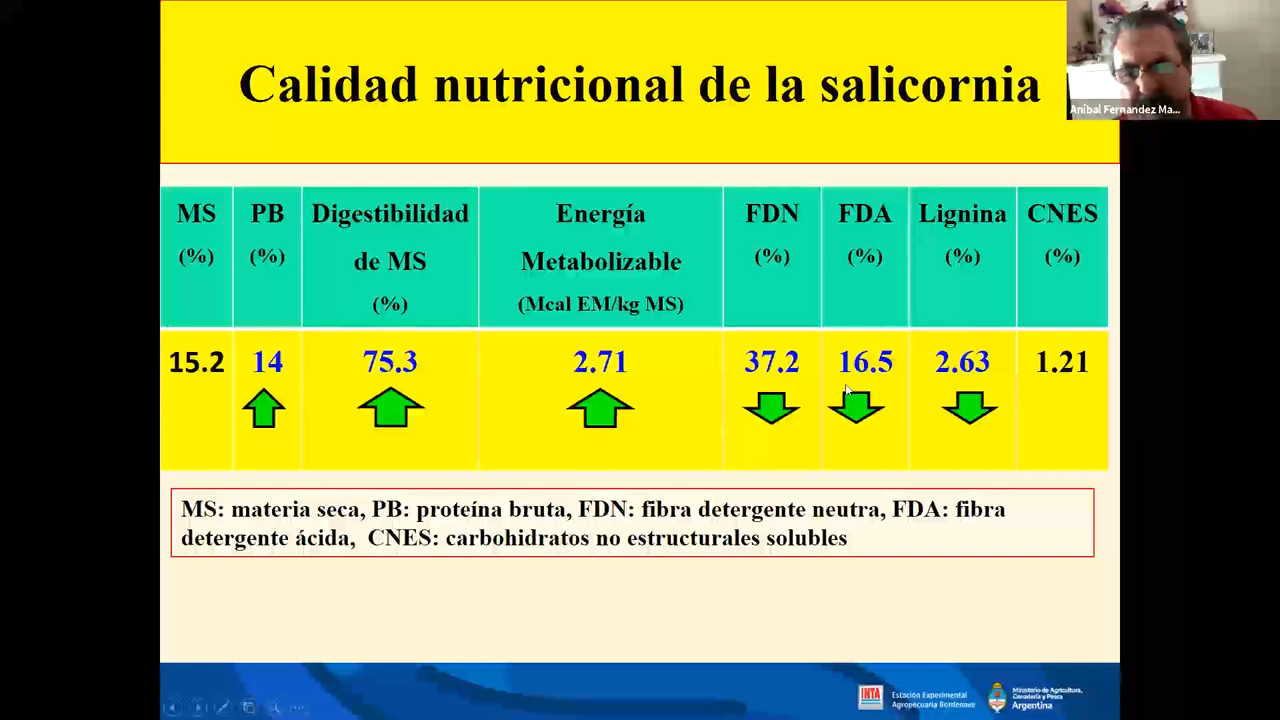 Calidad nutricional de la salicornia
Aníbal Fernandez Ma...
MS
(%)
PB
(%)
Digestibilidad
de MS
(%)
Energía
Metabolizable
(Mcal EM/kg MS)
FDN
(%)
FDA
(%)
Lignina
(%)
CNES
(%)
15.2 14 75.3 2.71 37.2 16.5 2.63 1.21
MS: materia seca, PB: proteína bruta, FDN: fibra detergente neutra, FDA: fibra
detergente ácida, CNES: carbohidratos no estructurales solubles
INTA
Estación Experimental
Agropecuaria Bordenave
Ministerio de Agricultura,
Ganadería y Pesca
Argentina